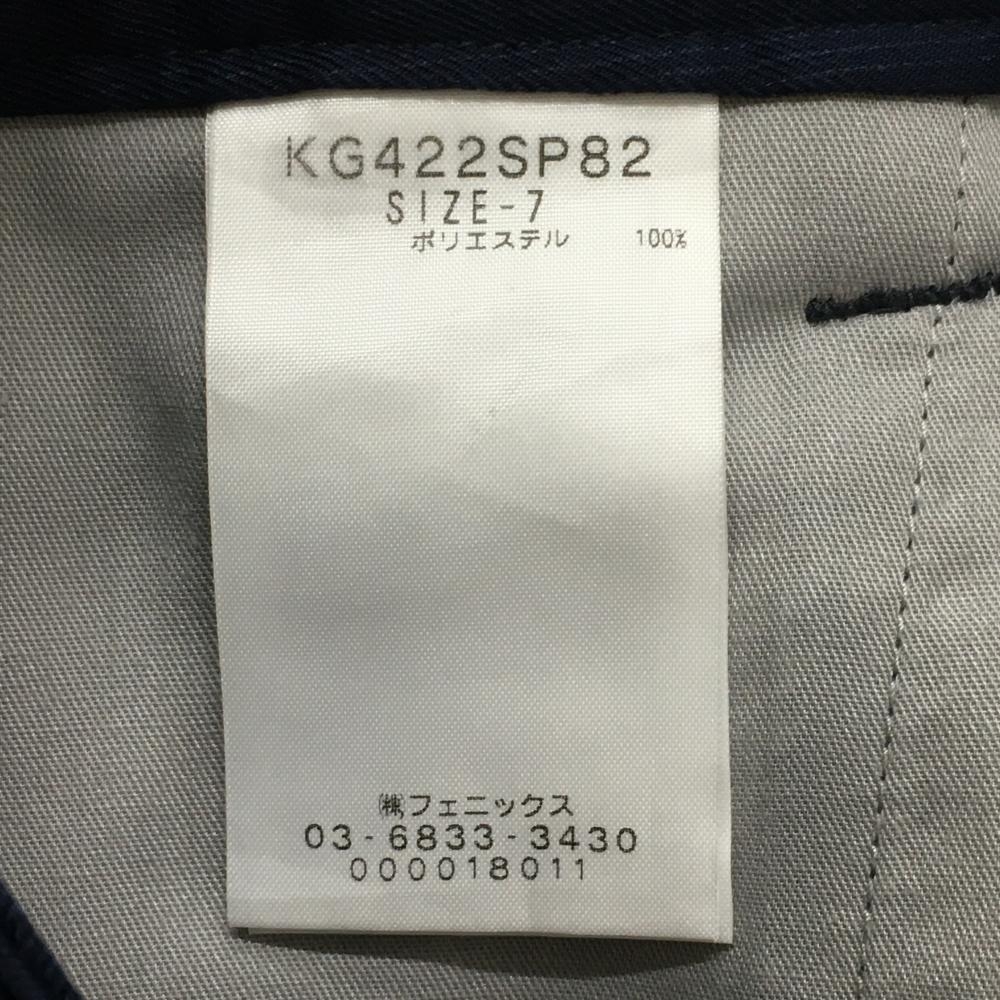 KG422SP82
SIZE-7
ポリエステル 100%
㈱フェニックス
03-6833-3430
000018011